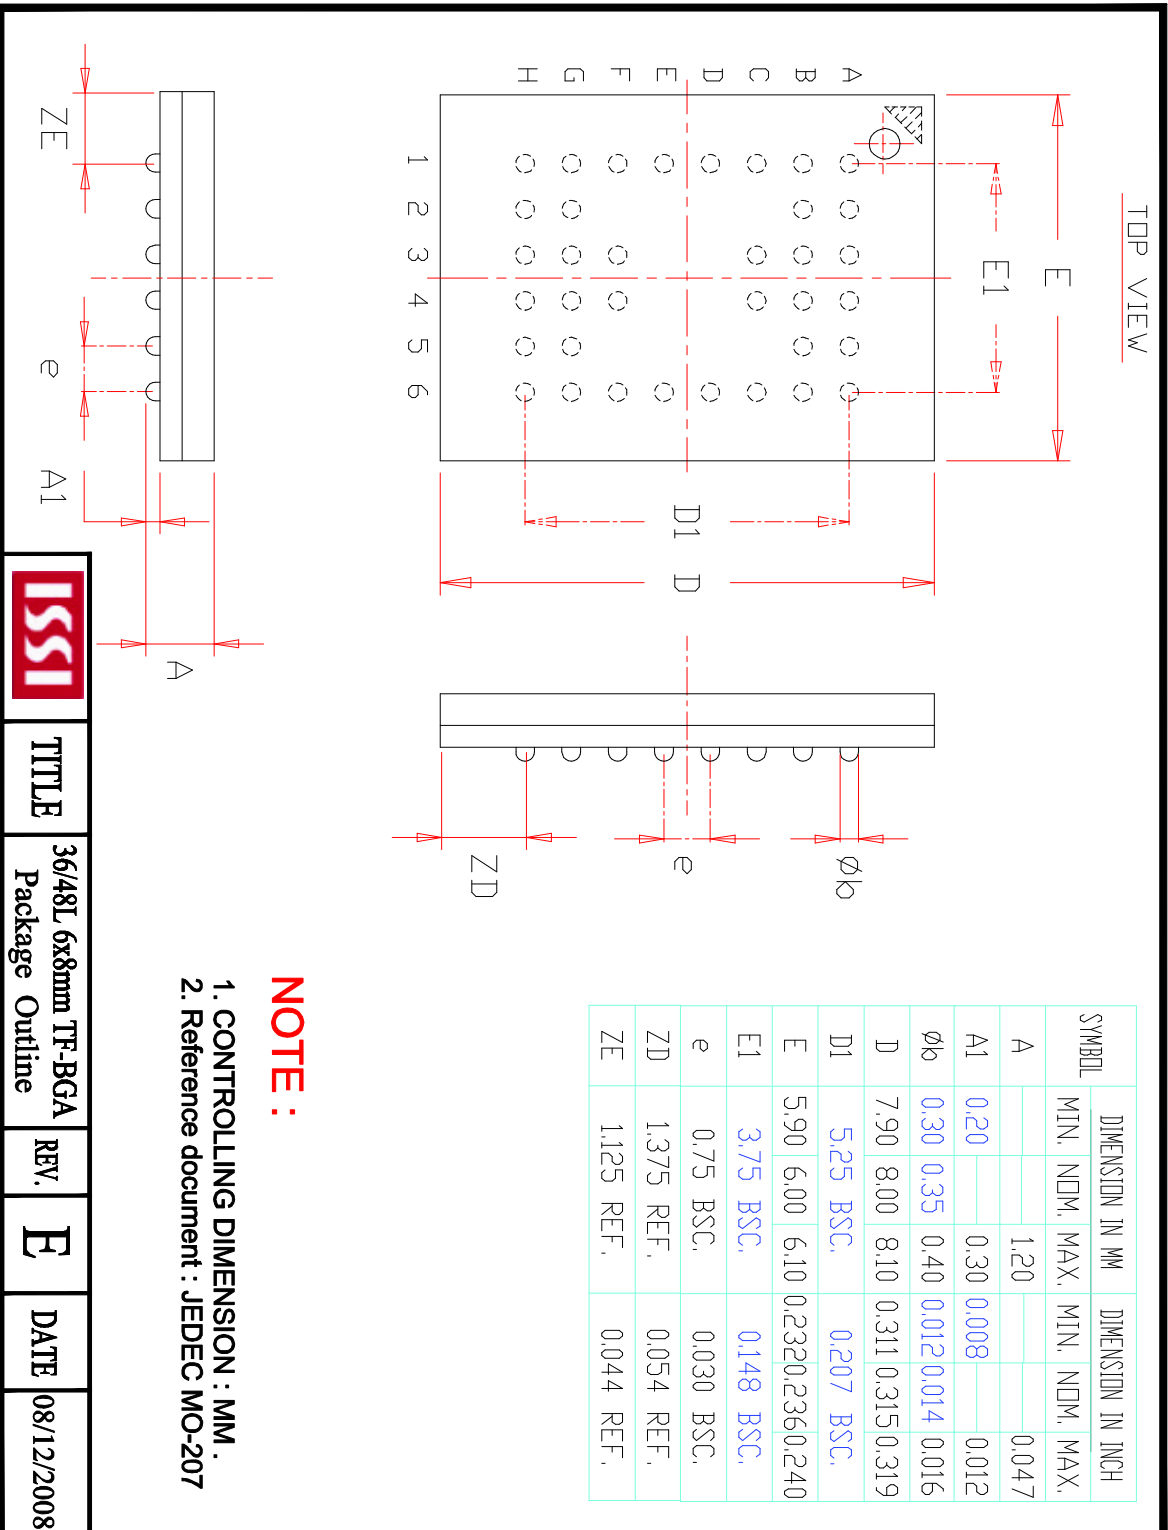 TOP VIEW
E
E1
A
B
C
D
E
F
G
H
1
2
3
4
5
6
D1
D
Øb
e
ZD
ZE
e
A1
A
SYMBOL DIMENSION IN MM DIMENSION IN INCH
MIN. NOM. MAX. MIN. NOM. MAX.
A 1.20 0.047
A1 0.20 0.30 0.008 0.012
Øb 0.30 0.35 0.40 0.012 0.014 0.016
D 7.90 8.00 8.10 0.311 0.315 0.319
D1 5.25 BSC. 0.207 BSC.
E 5.90 6.00 6.10 0.232 0.236 0.240
E1 3.75 BSC. 0.148 BSC.
e 0.75 BSC. 0.030 BSC.
ZD 1.375 REF. 0.054 REF.
ZE 1.125 REF. 0.044 REF.
NOTE :
1. CONTROLLING DIMENSION : MM .
2. Reference document : JEDEC MO-207
ISSI
TITLE
36/48L 6x8mm TF-BGA
Package Outline
REV.
E
DATE
08/12/2008